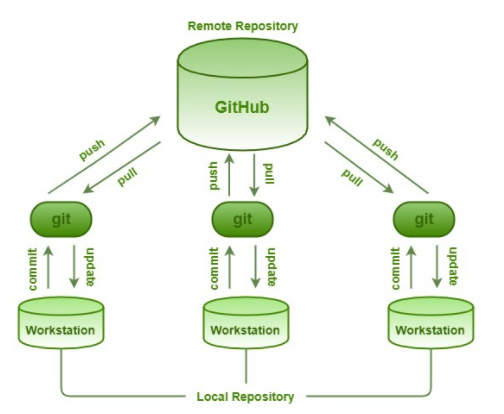 Remote Repository
GitHub
push
pull
push
pull
push
pull
git
git
git
commit
update
commit
update
commit
update
Workstation
Workstation
Workstation
Local Repository